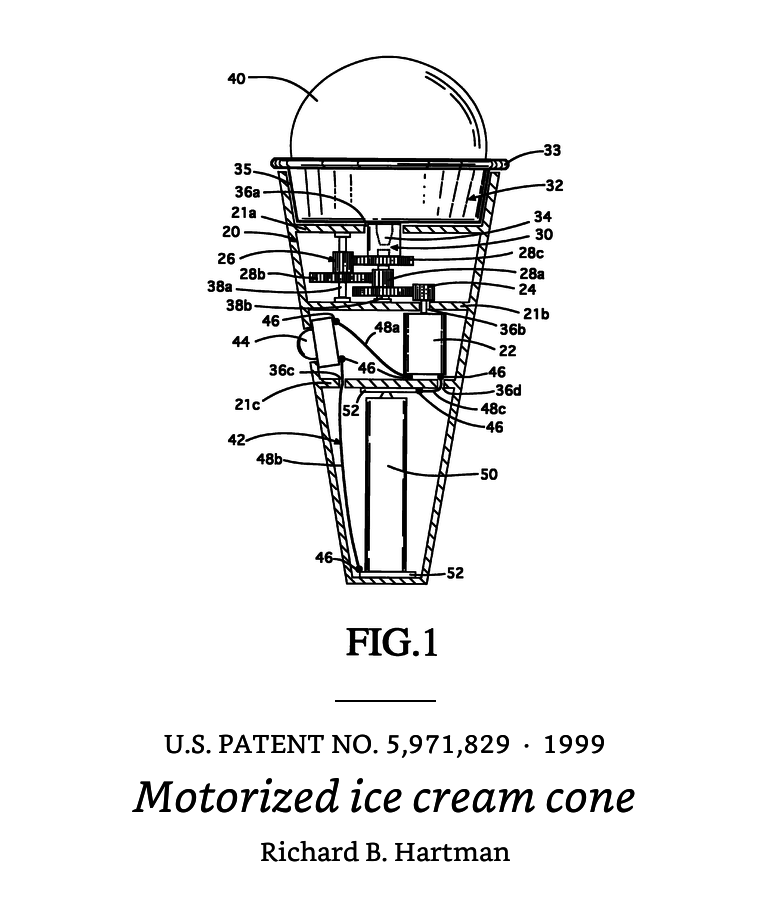 40
33
35
36a
32
21a
34
20
30
26
28c
28b
28a
38a
24
38b
21b
46
48a
36b
44
22
36c
46
46
36d
21c
52
48c
46
42
48b
50
46
52
FIG.1
U.S. PATENT NO. 5,971,829 · 1999
Motorized ice cream cone
Richard B. Hartman